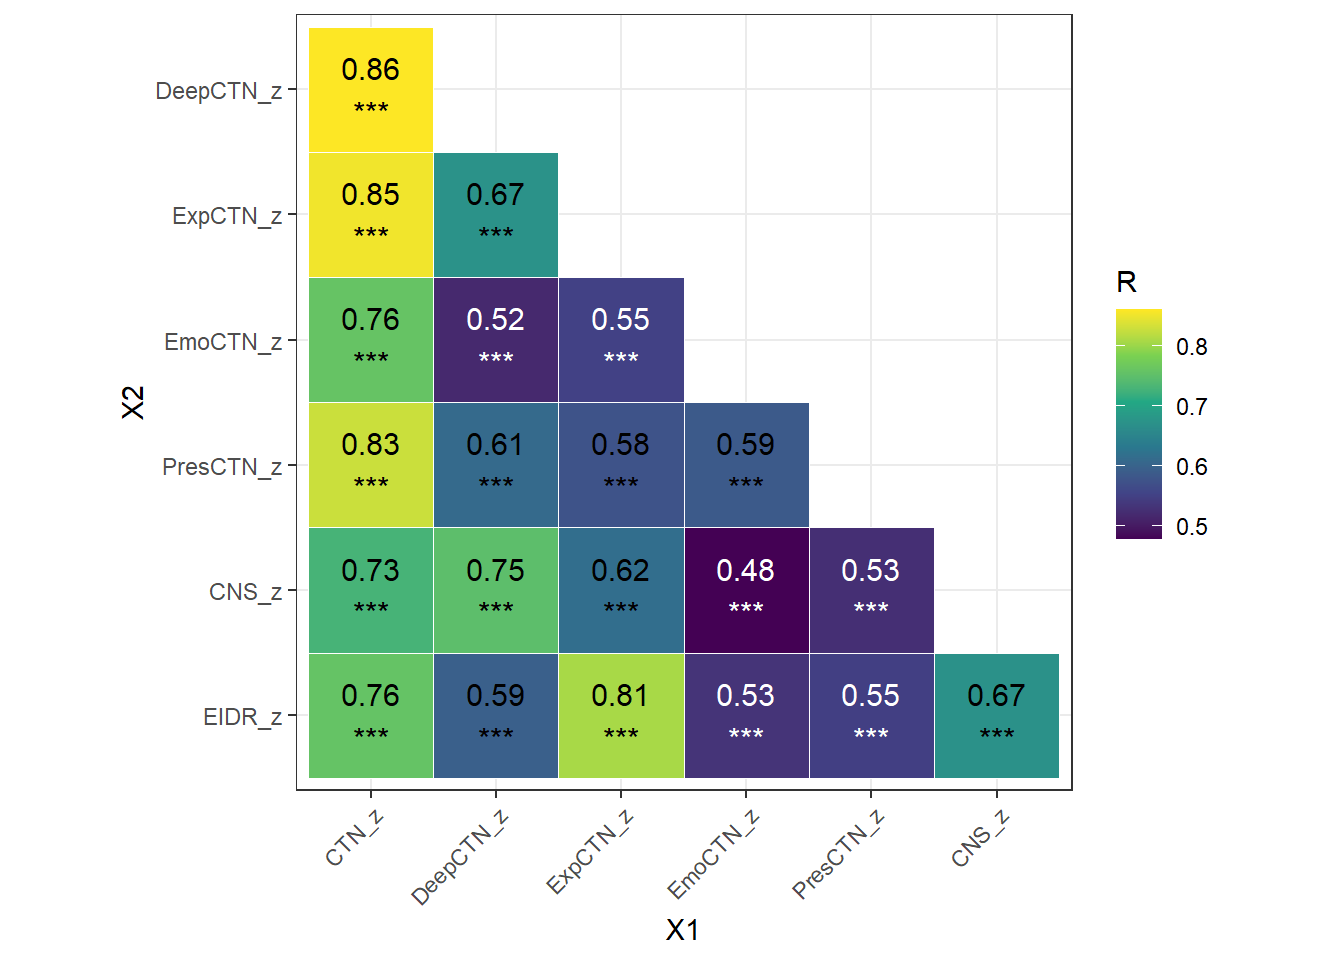 DeepCTN_z
0.86
***
ExpCTN_z
0.85 0.67
*** ***
EmoCTN_z
0.76 0.52 0.55
*** *** ***
PresCTN_z
0.83 0.61 0.58 0.59
*** *** *** ***
CNS_z
0.73 0.75 0.62 0.48 0.53
*** *** *** *** ***
EIDR_z
0.76 0.59 0.81 0.53 0.55 0.67
*** *** *** *** *** ***
CTN_z DeepCTN_z ExpCTN_z EmoCTN_z PresCTN_z CNS_z
X1
X2
R
0.8
0.7
0.6
0.5